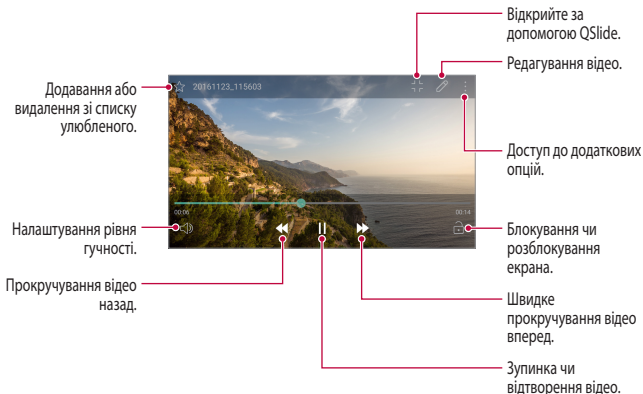 Відкрийте за
допомогою QSlide.
Редагування відео.
Додавання або
видалення зі списку
улюбленого.
20161123_115603
Доступ до додаткових
опцій.
00:06
00:14
Налаштування рівня
гучності.
Блокування чи
розблокування
екрана.
Прокручування відео
назад.
Швидке
прокручування відео
вперед.
Зупинка чи
відтворення відео.